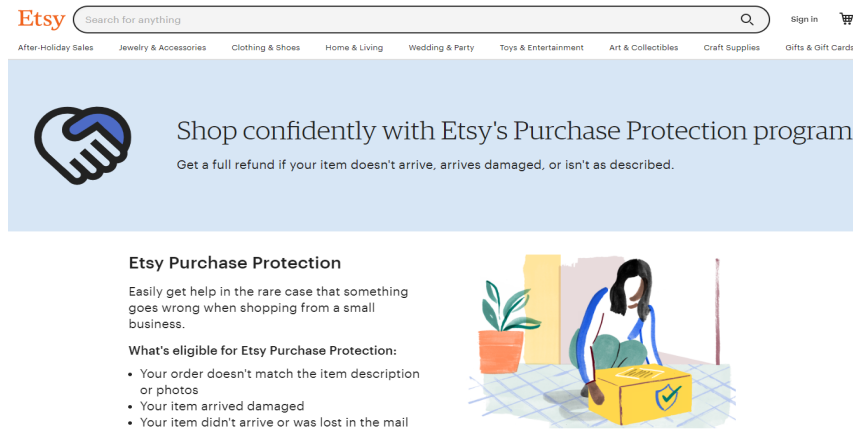 Etsy
Search for anything
Sign in
After-Holiday Sales Jewelry & Accessories Clothing & Shoes Home & Living Wedding & Party Toys & Entertainment Art & Collectibles Craft Supplies Gifts & Gift Cards
Shop confidently with Etsy's Purchase Protection program
Get a full refund if your item doesn't arrive, arrives damaged, or isn't as described.
Etsy Purchase Protection
Easily get help in the rare case that something
goes wrong when shopping from a small
business.
What's eligible for Etsy Purchase Protection:
• Your order doesn't match the item description
or photos
• Your item arrived damaged
• Your item didn't arrive or was lost in the mail